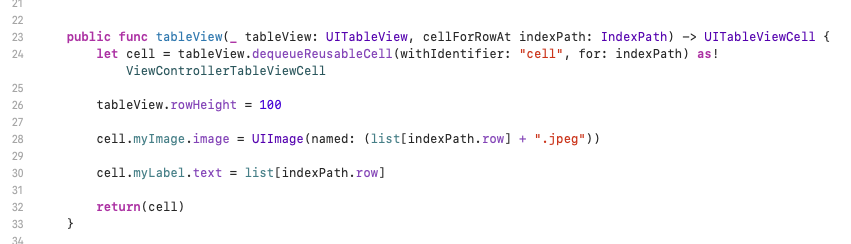 21
22
23 public func tableView(_ tableView: UITableView, cellForRowAt indexPath: IndexPath) -> UITableViewCell {
24 let cell = tableView.dequeueReusableCell(withIdentifier: "cell", for: indexPath) as!
ViewControllerTableViewCell
25
26 tableView.rowHeight = 100
27
28 cell.myImage.image = UIImage(named: (list[indexPath.row] + ".jpeg"))
29
30 cell.myLabel.text = list[indexPath.row]
31
32 return(cell)
33 }
34